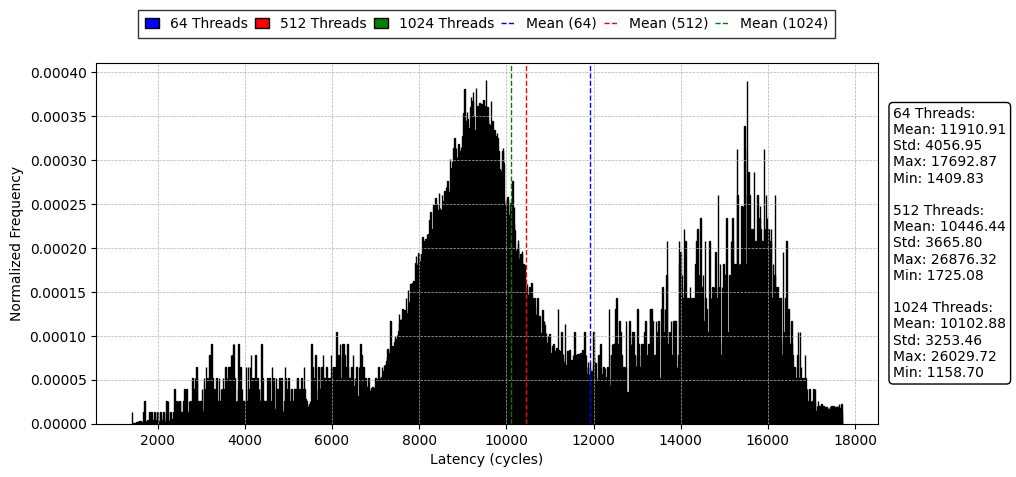 64 Threads 512 Threads 1024 Threads Mean (64) Mean (512) Mean (1024)
0.00040
0.00035
0.00030
0.00025
0.00020
0.00015
0.00010
0.00005
0.00000
Normalized Frequency
2000 4000 6000 8000 10000 12000 14000 16000 18000
Latency (cycles)
64 Threads:
Mean: 11910.91
Std: 4056.95
Max: 17692.87
Min: 1409.83
512 Threads:
Mean: 10446.44
Std: 3665.80
Max: 26876.32
Min: 1725.08
1024 Threads:
Mean: 10102.88
Std: 3253.46
Max: 26029.72
Min: 1158.70